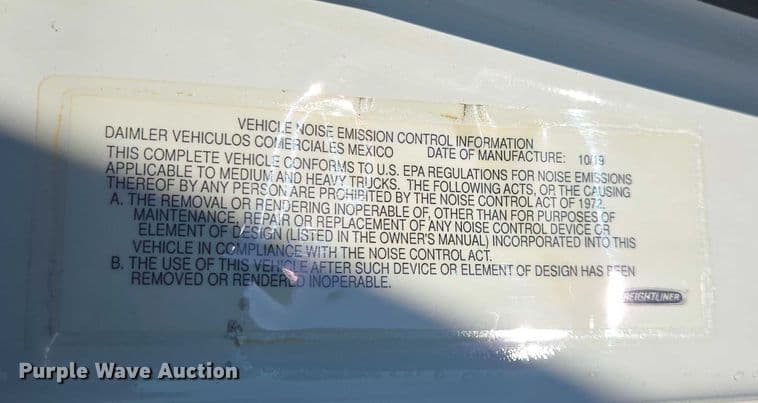 VEHICLE NOISE EMISSION CONTROL INFORMATION
DAIMLER VEHICULOS COMERCIALES MEXICO DATE OF MANUFACTURE: 10/19
THIS COMPLETE VEHICLE CONFORMS TO U.S. EPA REGULATIONS FOR NOISE EMISSIONS
APPLICABLE TO MEDIUM AND HEAVY TRUCKS. THE FOLLOWING ACTS, OR THE CAUSING
THEREOF BY ANY PERSON ARE PROHIBITED BY THE NOISE CONTROL ACT OF 1972.
A. THE REMOVAL OR RENDERING INOPERABLE OF, OTHER THAN FOR PURPOSES OF
MAINTENANCE, REPAIR OR REPLACEMENT OF ANY NOISE CONTROL DEVICE OR
ELEMENT OF DESIGN (LISTED IN THE OWNER'S MANUAL) INCORPORATED INTO THIS
VEHICLE IN COMPLIANCE WITH THE NOISE CONTROL ACT.
B. THE USE OF THIS VEHICLE AFTER SUCH DEVICE OR ELEMENT OF DESIGN HAS BEEN
REMOVED OR RENDERED INOPERABLE.
FREIGHTLINER
Purple Wave Auction